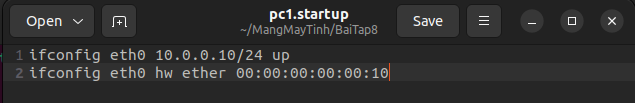 Open
pc1.startup
~/MangMayTinh/BaiTap8
Save
1 ifconfig eth0 10.0.0.10/24 up
2 ifconfig eth0 hw ether 00:00:00:00:00:10